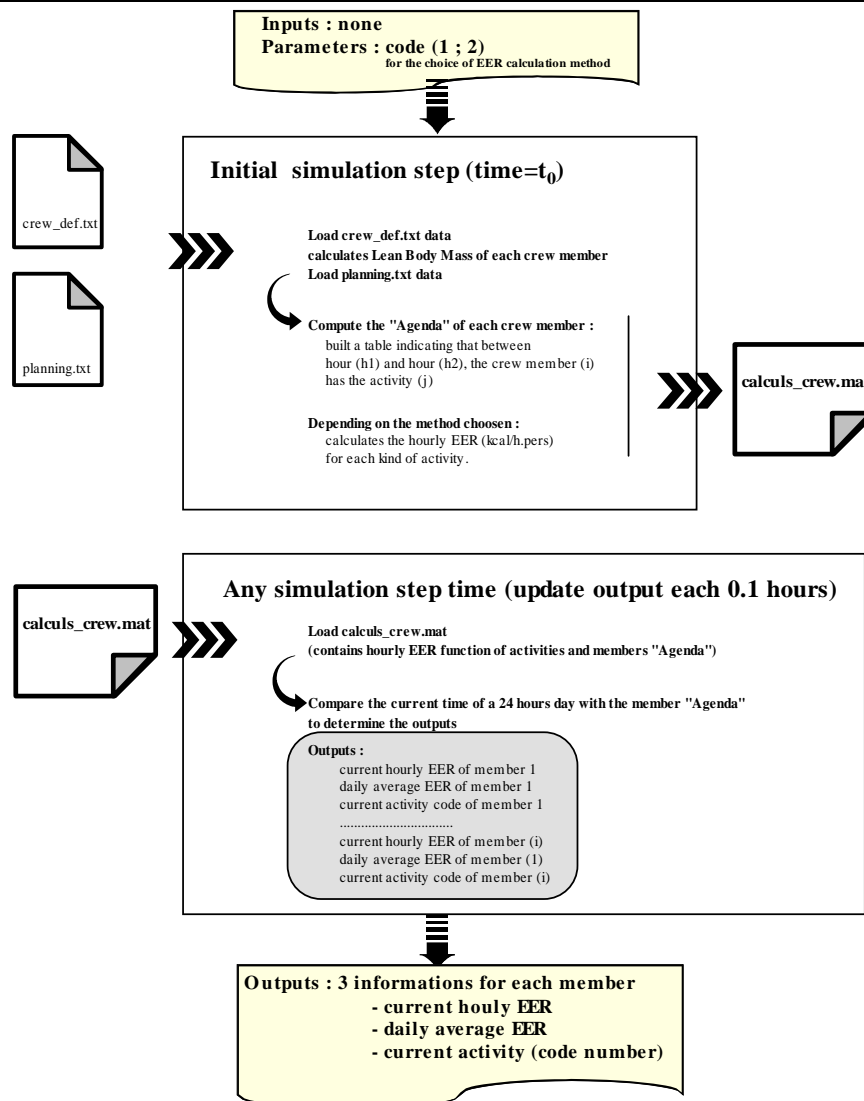 Inputs : none
Parameters : code (1 ; 2)
for the choice of EER calculation method
Initial simulation step (time=t0)
crew_def.txt
planning.txt
Load crew_def.txt data
calculates Lean Body Mass of each crew member
Load planning.txt data
Compute the "Agenda" of each crew member :
built a table indicating that between
hour (h1) and hour (h2), the crew member (i)
has the activity (j)
Depending on the method choosen :
calculates the hourly EER (kcal/h.pers)
for each kind of activity.
calculs_crew.ma
Any simulation step time (update output each 0.1 hours)
calculs_crew.mat
Load calculs_crew.mat
(contains hourly EER function of activities and members "Agenda")
Compare the current time of a 24 hours day with the member "Agenda"
to determine the outputs
Outputs :
current hourly EER of member 1
daily average EER of member 1
current activity code of member 1
................................
current hourly EER of member (i)
daily average EER of member (1)
current activity code of member (i)
Outputs : 3 informations for each member
- current houly EER
- daily average EER
- current activity (code number)